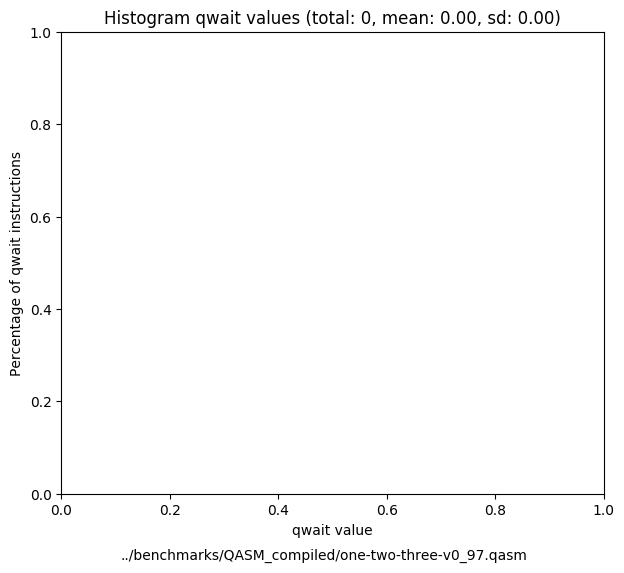 Histogram qwait values (total: 0, mean: 0.00, sd: 0.00)
Percentage of qwait instructions
1.0
0.8
0.6
0.4
0.2
0.0
0.0 0.2 0.4 0.6 0.8 1.0
qwait value
../benchmarks/QASM_compiled/one-two-three-v0_97.qasm